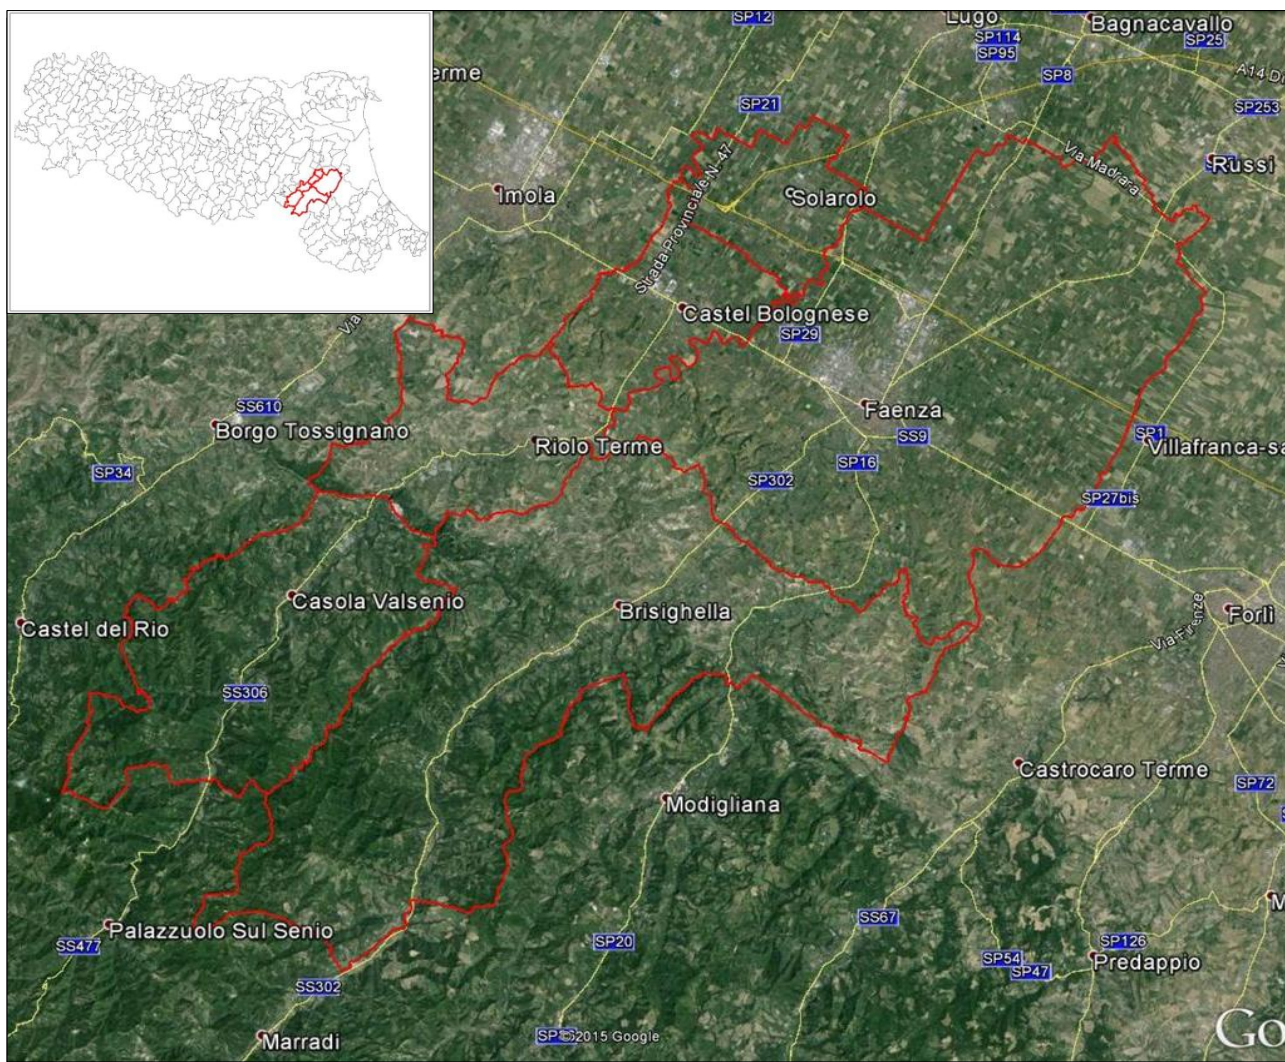 SP12
Lugo
Bagnacavallo
SP114
SP25
SP95
erme
SP8
A14 Di
SP21
SP253
Strada Provinciale N. 47
Via Madrara
Russi
Imola
Solarolo
Castel Bolognese
Via
SP29
SS610
Faenza
Borgo Tossignano
SS9
SP1
Riolo Terme
Villafranca-sa
SP34
SP16
SP302
SP27bis
Casola Valsenio
Brisighella
Via Firenze
Forlì
Castel del Rio
SS306
Castrocaro Terme
SP72
Modigliana
M
SS67
Palazzuolo Sul Senio
SS477
SP20
SP126
SP54
Predappio
SP47
SS302
Marradi
©2015 Google
Go